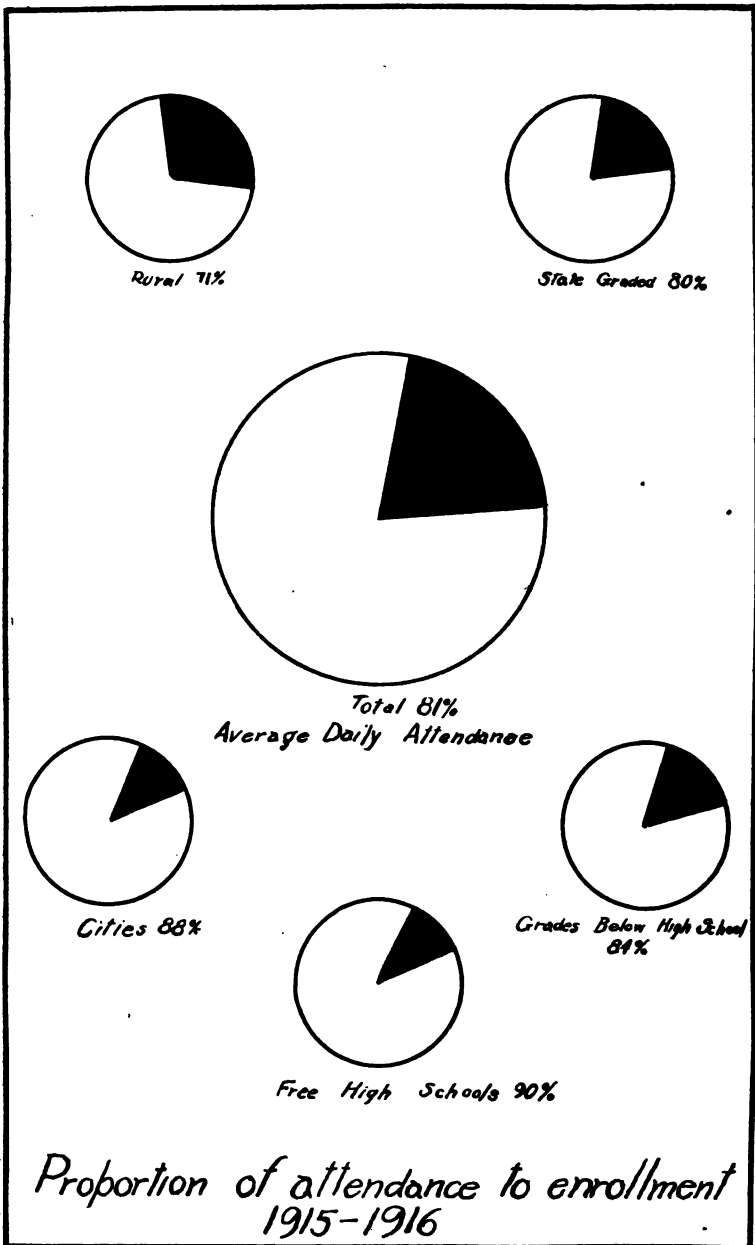 Rural 71%
State Graded 80%
Total 81%
Average Daily Attendance
Cities 88%
Grades Below High School
84%
Free High Schools 90%
Proportion of attendance to enrollment
1915-1916